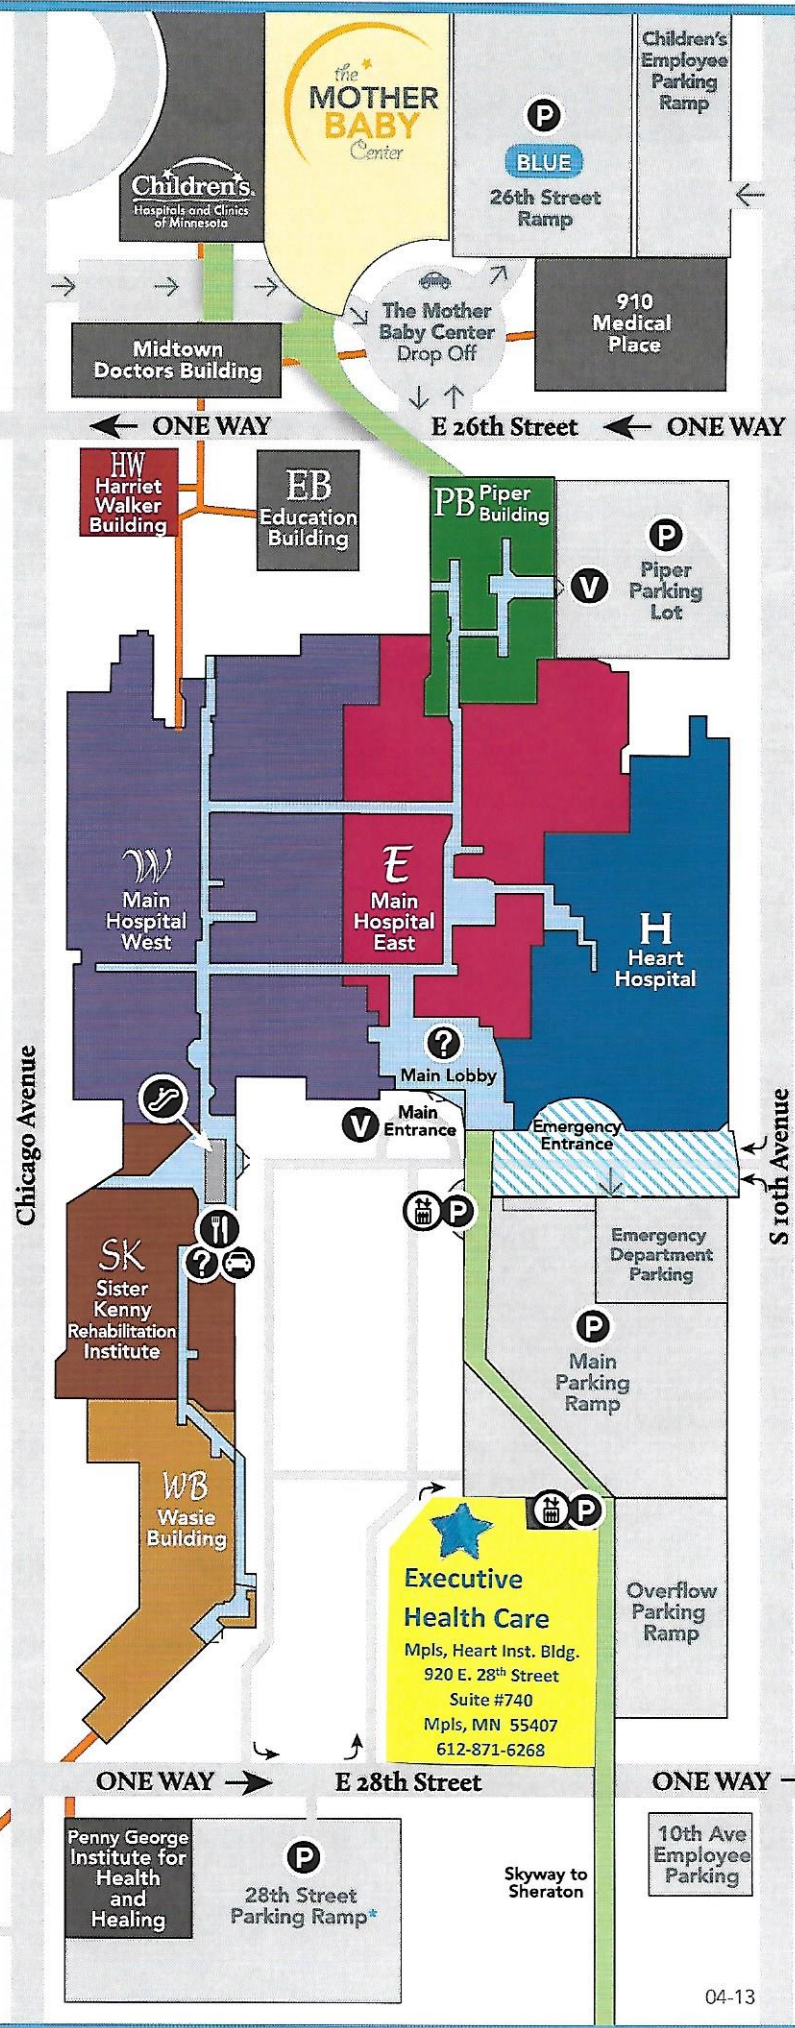 Children's
Employee
Parking
Ramp
the
MOTHER
BABY
Center
P
BLUE
26th Street
Ramp
Children's
Hospitals and Clinics
of Minnesota
910
Medical
Place
The Mother
Baby Center
Drop Off
Midtown
Doctors Building
ONE WAY
E 26th Street
ONE WAY
HW
Harriet
Walker
Building
EB
Education
Building
PB Piper
Building
P
Piper
Parking
Lot
V
W
Main
Hospital
West
E
Main
Hospital
East
H
Heart
Hospital
?
Main Lobby
Chicago Avenue
V
Main
Entrance
Emergency
Entrance
S 10th Avenue
P
SK
Sister
Kenny
Rehabilitation
Institute
?
Emergency
Department
Parking
P
Main
Parking
Ramp
WB
Wasie
Building
P
Executive
Health Care
Mpls, Heart Inst. Bldg.
920 E. 28th Street
Suite #740
Mpls, MN 55407
612-871-6268
Overflow
Parking
Ramp
ONE WAY
E 28th Street
ONE WAY
Penny George
Institute for
Health
and
Healing
P
28th Street
Parking Ramp*
Skyway to
Sheraton
10th Ave
Employee
Parking
04-13